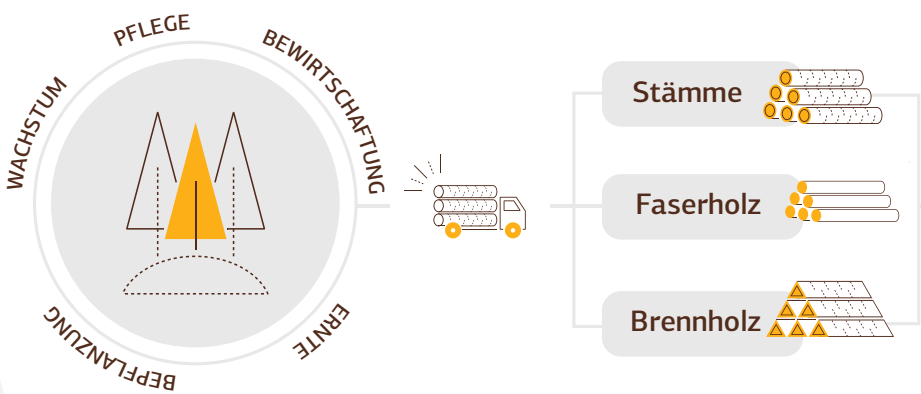 PFLEGE
BEWIRTSCHAFTUNG
WACHSTUM
ERNTE
BEPFLANZUNG
Stämme
Faserholz
Brennholz